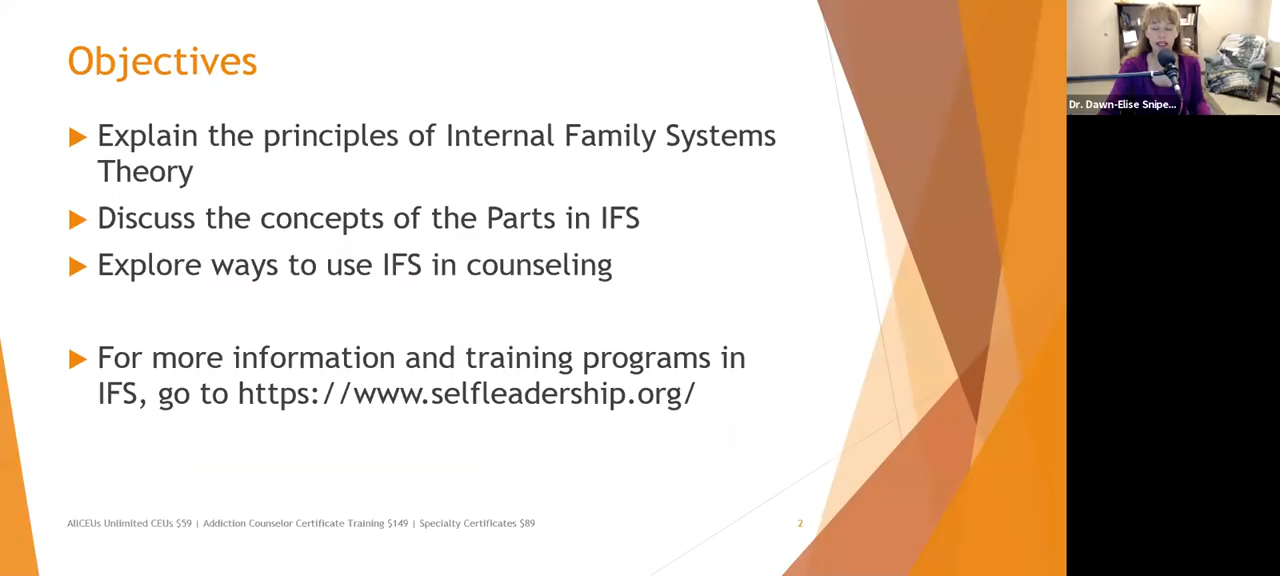 Objectives
Explain the principles of Internal Family Systems
Theory
Discuss the concepts of the Parts in IFS
Explore ways to use IFS in counseling
For more information and training programs in
IFS, go to https://www.selfleadership.org/
AllCEUs Unlimited CEUs $59 | Addiction Counselor Certificate Training $149 | Specialty Certificates $89
2
Dr. Dawn-Elise Snipe...